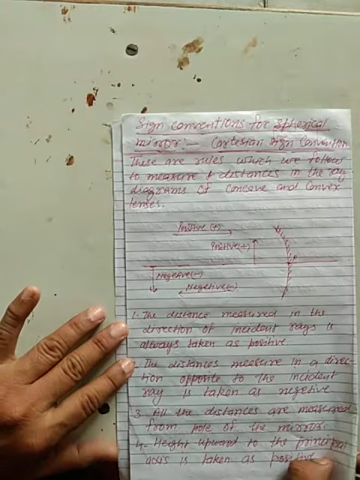 Sign conventions for Spherical
mirror:- Cartesian Sign Convention
These are rules which we follow
to measure of distances in the ray
diagrams of Concave and Convex
lenses.
Positive (+)
Positive(+)
Negative(-)
Negative(-)
P
1. The distance measured in the
direction of incident rays is
always taken as positive.
The distances measure in a direc-
tion opposite to the incident
ray is taken as negetive
3. All the distances are measured
from pole of the mirror.
4. Height upward to the principal
axis is taken as positive